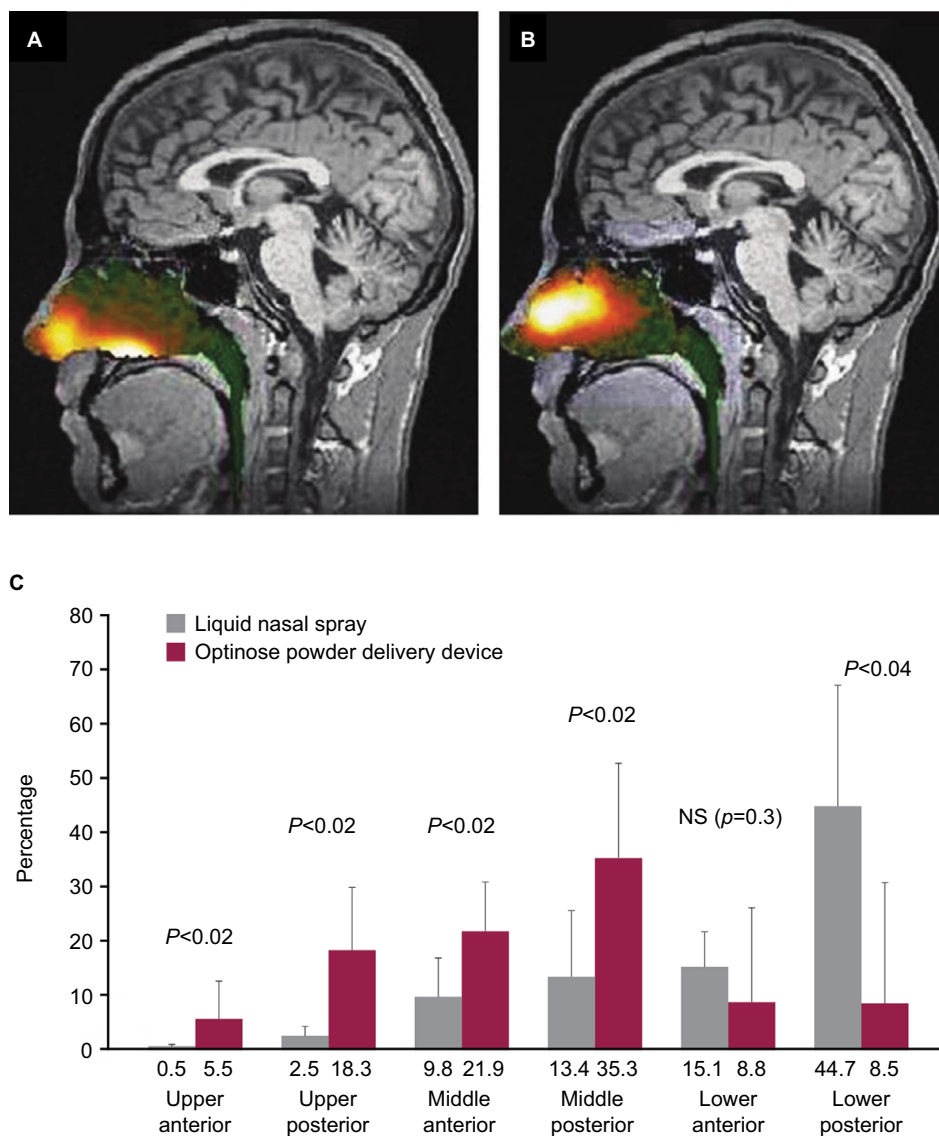 A
B
C
80
70
60
50
40
30
20
10
0
Percentage
Liquid nasal spray
Optinose powder delivery device
P<0.02
P<0.02
P<0.02
P<0.02
NS (p=0.3)
P<0.04
0.5 5.5 2.5 18.3 9.8 21.9 13.4 35.3 15.1 8.8 44.7 8.5
Upper anterior
Upper posterior
Middle anterior
Middle posterior
Lower anterior
Lower posterior